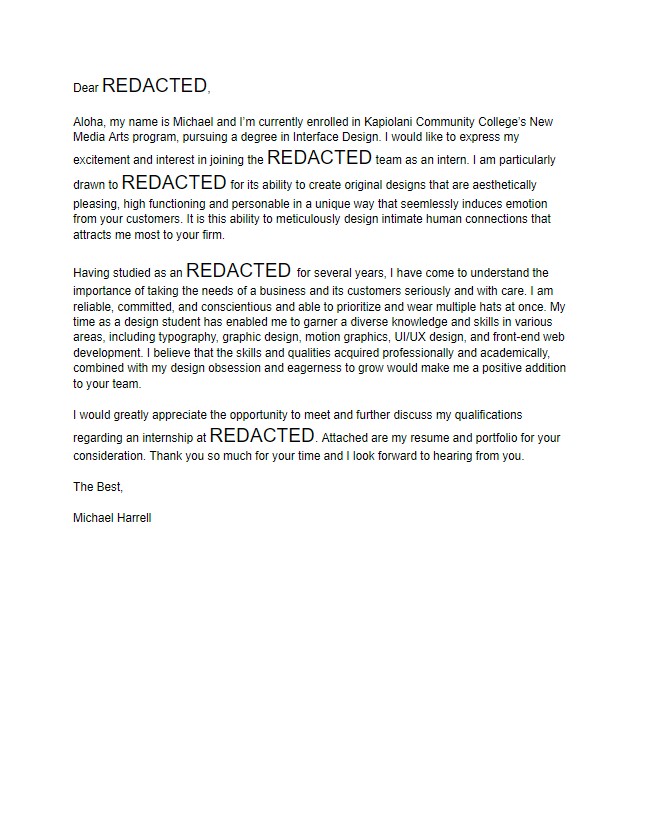 Dear REDACTED,
Aloha, my name is Michael and I'm currently enrolled in Kapiolani Community College's New
Media Arts program, pursuing a degree in Interface Design. I would like to express my
excitement and interest in joining the REDACTED team as an intern. I am particularly
drawn to REDACTED for its ability to create original designs that are aesthetically
pleasing, high functioning and personable in a unique way that seemlessly induces emotion
from your customers. It is this ability to meticulously design intimate human connections that
attracts me most to your firm.
Having studied as an REDACTED for several years, I have come to understand the
importance of taking the needs of a business and its customers seriously and with care. I am
reliable, committed, and conscientious and able to prioritize and wear multiple hats at once. My
time as a design student has enabled me to garner a diverse knowledge and skills in various
areas, including typography, graphic design, motion graphics, UI/UX design, and front-end web
development. I believe that the skills and qualities acquired professionally and academically,
combined with my design obsession and eagerness to grow would make me a positive addition
to your team.
I would greatly appreciate the opportunity to meet and further discuss my qualifications
regarding an internship at REDACTED. Attached are my resume and portfolio for your
consideration. Thank you so much for your time and I look forward to hearing from you.
The Best,
Michael Harrell